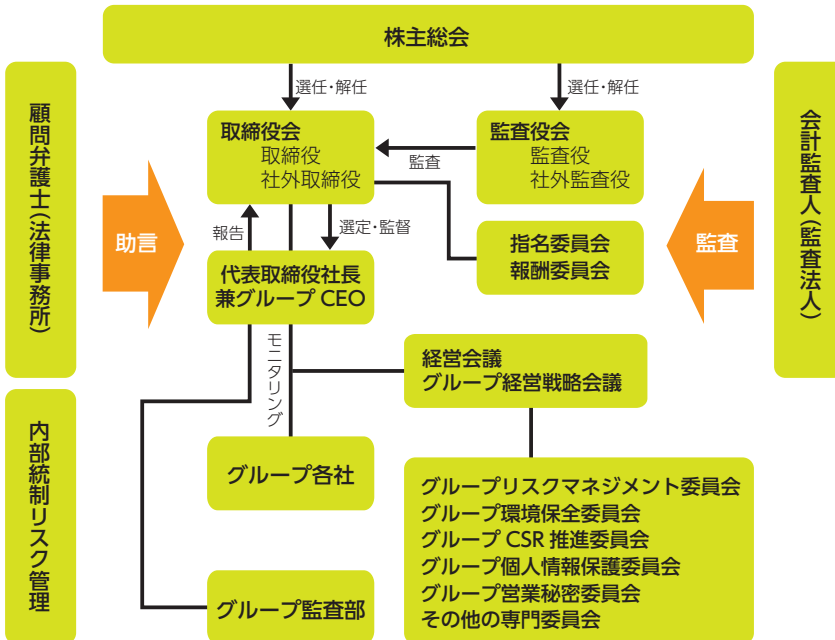 株主総会
選任・解任
選任・解任
顧問弁護士(法律事務所)
取締役会
取締役
社外取締役
監査
監査役会
監査役
社外監査役
会計監査人(監査法人)
助言
報告
選定・監督
指名委員会
報酬委員会
監査
代表取締役社長
兼グループ CEO
モニタリング
経営会議
グループ経営戦略会議
内部統制リスク管理
グループ各社
グループリスクマネジメント委員会
グループ環境保全委員会
グループ CSR 推進委員会
グループ個人情報保護委員会
グループ営業秘密委員会
その他の専門委員会
グループ監査部